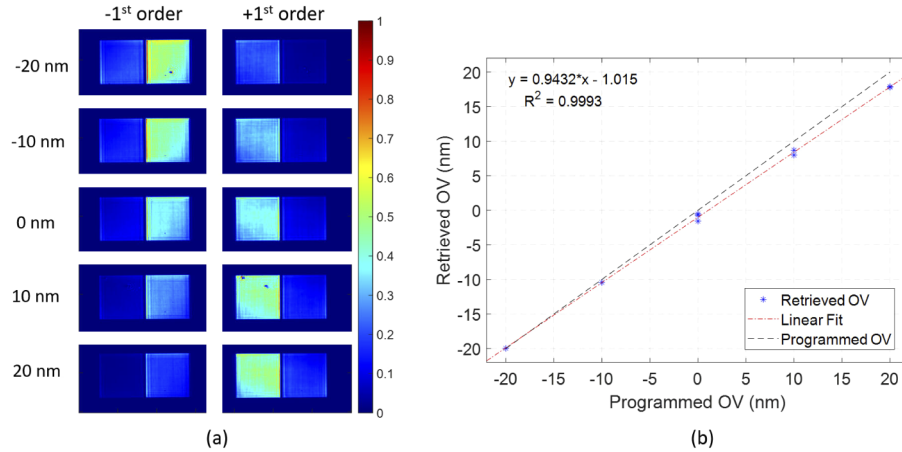 -1st order +1st order
-20 nm
-10 nm
0 nm
10 nm
20 nm
1
0.9
0.8
0.7
0.6
0.5
0.4
0.3
0.2
0.1
0
(a)
y = 0.9432*x - 1.015
R2 = 0.9993
Retrieved OV (nm)
20
15
10
5
0
-5
-10
-15
-20
Retrieved OV
Linear Fit
Programmed OV
-20 -15 -10 -5 0 5 10 15 20
Programmed OV (nm)
(b)